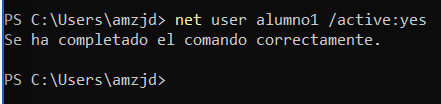 PS C:\Users\amzjd> net user alumno1 /active:yes
Se ha completado el comando correctamente.
PS C:\Users\amzjd>